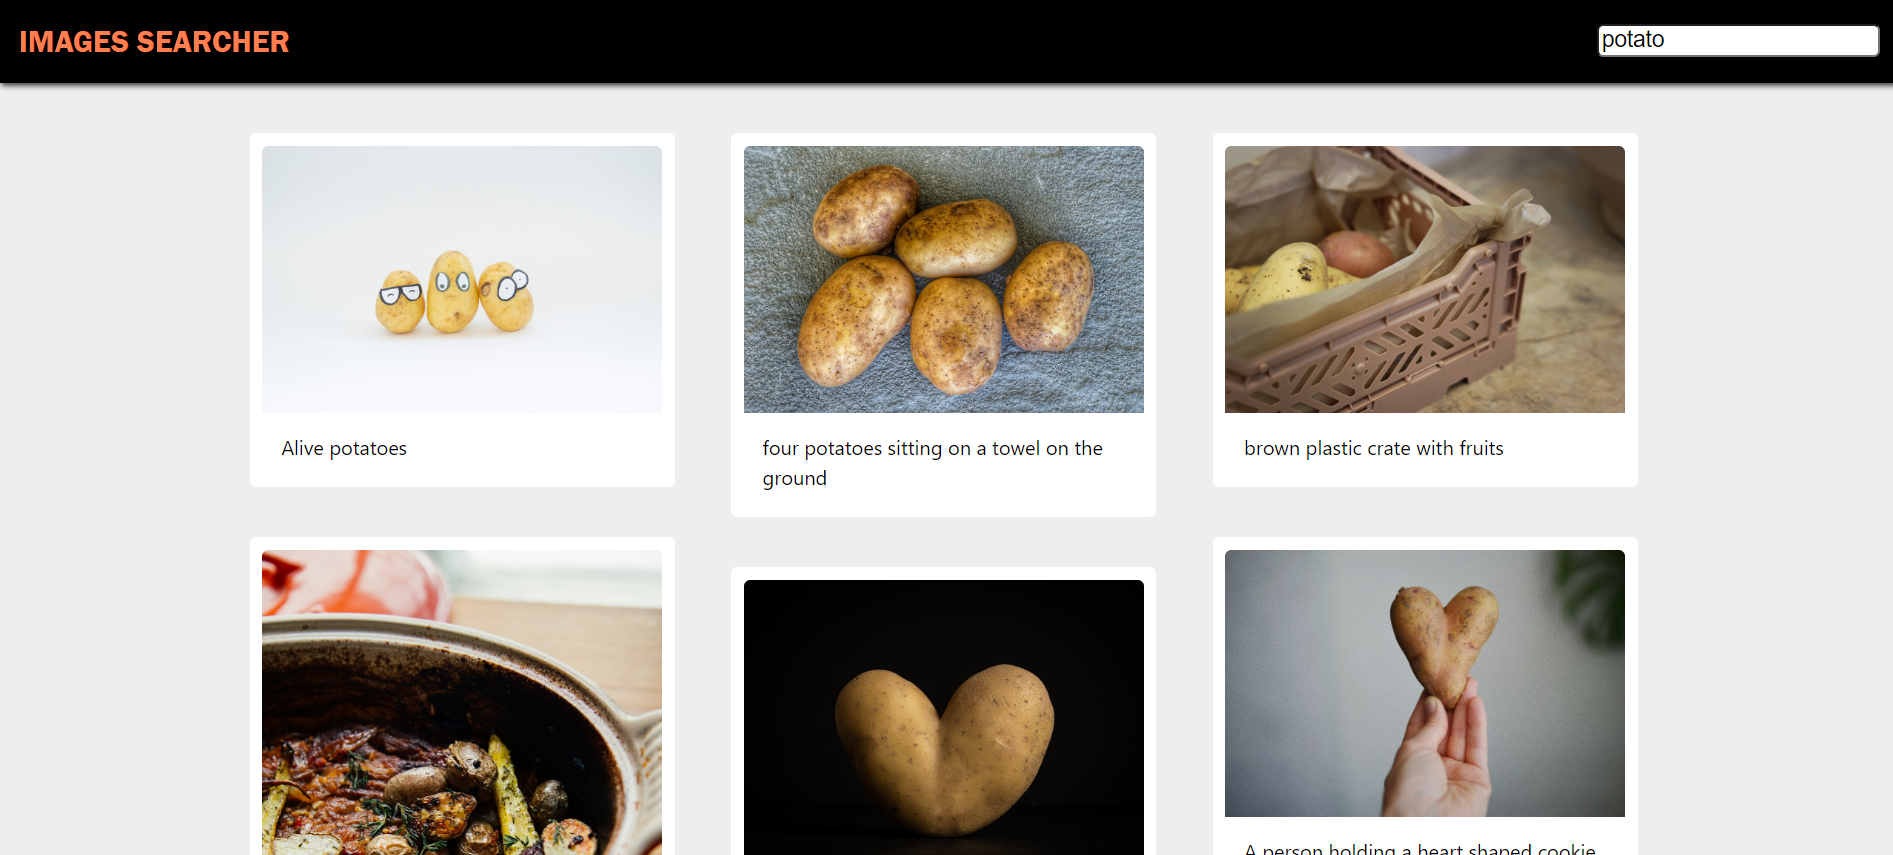 IMAGES SEARCHER
potato
Alive potatoes
four potatoes sitting on a towel on the
ground
brown plastic crate with fruits
A person holding a heart shaped cookie